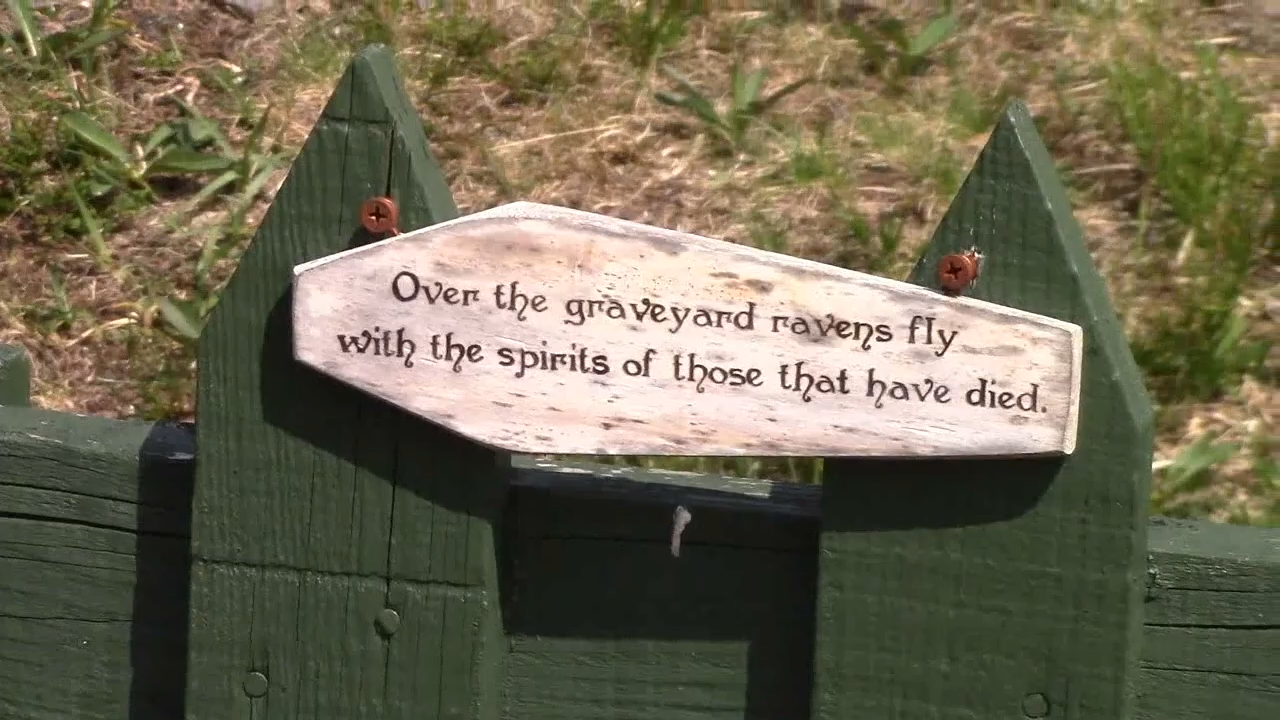 Over the graveyard ravens fly
with the spirits of those that have died.